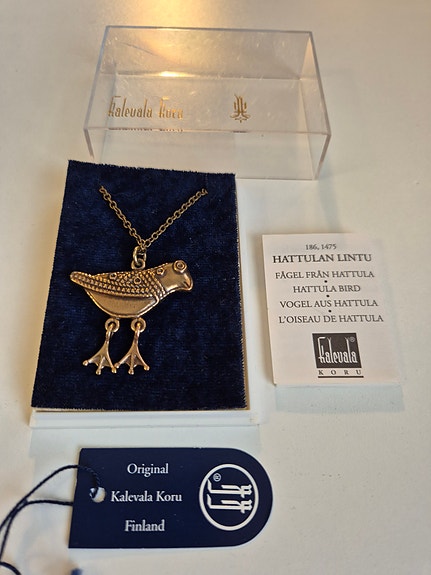 Kalevala Koru
186, 1475
HATTULAN LINTU
FÅGEL FRÅN HATTULA
•
HATTULA BIRD
•
VOGEL AUS HATTULA
•
L'OISEAU DE HATTULA
Kalevala®
KORU
Original
Kalevala Koru
Finland
®